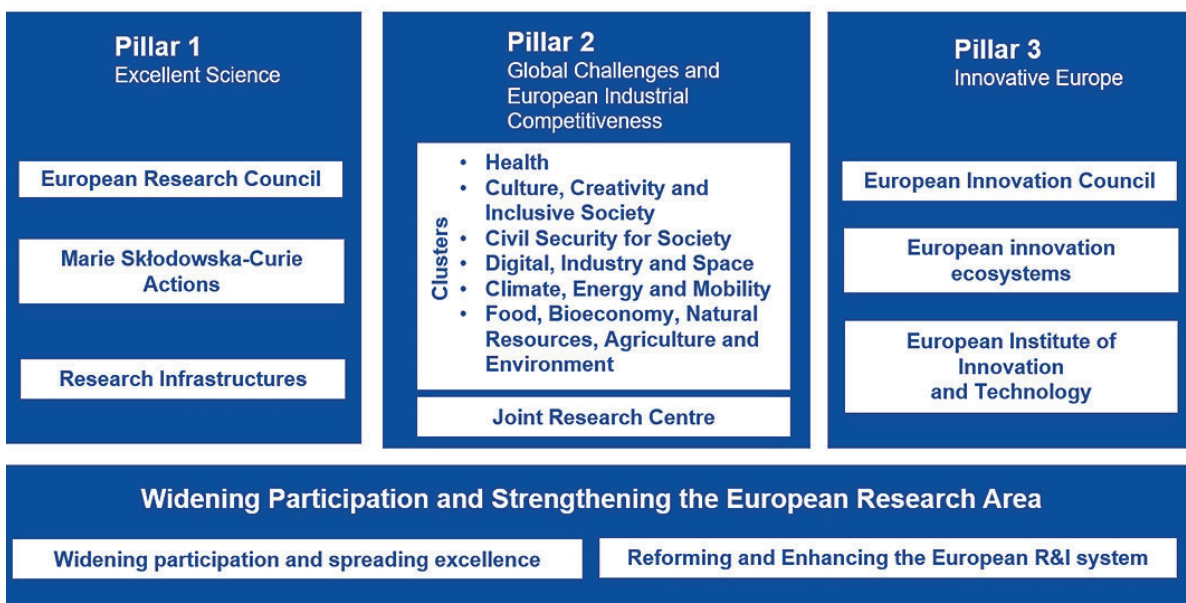 Pillar 1
Excellent Science
European Research Council
Marie Skłodowska-Curie
Actions
Research Infrastructures
Pillar 2
Global Challenges and
European Industrial
Competitiveness
Clusters
• Health
• Culture, Creativity and
Inclusive Society
• Civil Security for Society
• Digital, Industry and Space
• Climate, Energy and Mobility
• Food, Bioeconomy, Natural
Resources, Agriculture and
Environment
Joint Research Centre
Pillar 3
Innovative Europe
European Innovation Council
European innovation
ecosystems
European Institute of
Innovation
and Technology
Widening Participation and Strengthening the European Research Area
Widening participation and spreading excellence
Reforming and Enhancing the European R&I system